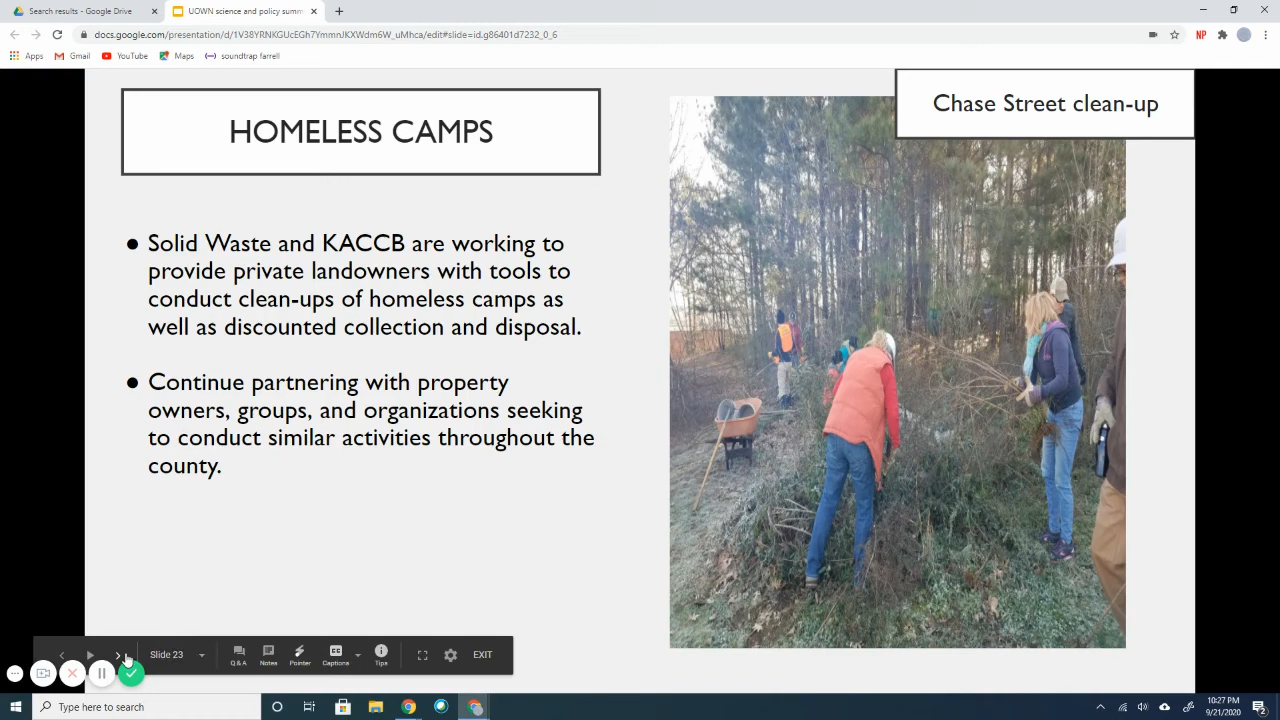 Search results - Google Drive
UOWN science and policy summ
docs.google.com/presentation/d/1V38YRNKGUcEGh7YmmnJKXWdm6W_uMhca/edit#slide=id.g86401d7232_0_6
NP
Apps
Gmail
YouTube
Maps
soundtrap farrell
HOMELESS CAMPS
Chase Street clean-up
● Solid Waste and KACCB are working to
provide private landowners with tools to
conduct clean-ups of homeless camps as
well as discounted collection and disposal.
● Continue partnering with property
owners, groups, and organizations seeking
to conduct similar activities throughout the
county.
Slide 23
Q & A
Notes
Pointer
Captions
Tips
EXIT
Type here to search
10:27 PM
9/21/2020
2